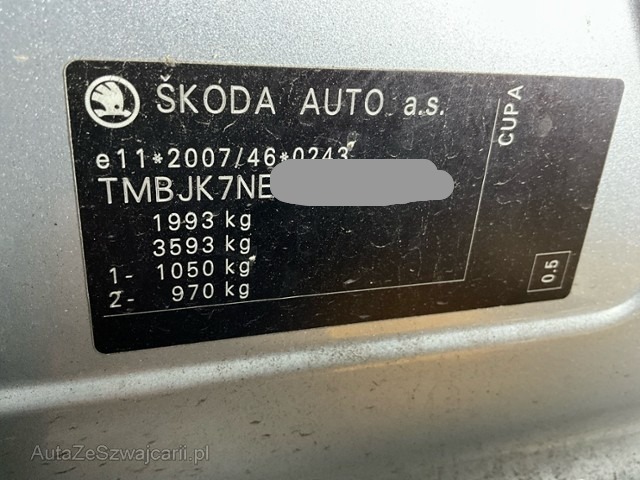 ŠKODA AUTO a.s.
e11*2007/46*0243
TMBJK7NE
1993 kg
3593 kg
1- 1050 kg
2- 970 kg
CUPA
0.5
AutaZeSzwajcarii.pl